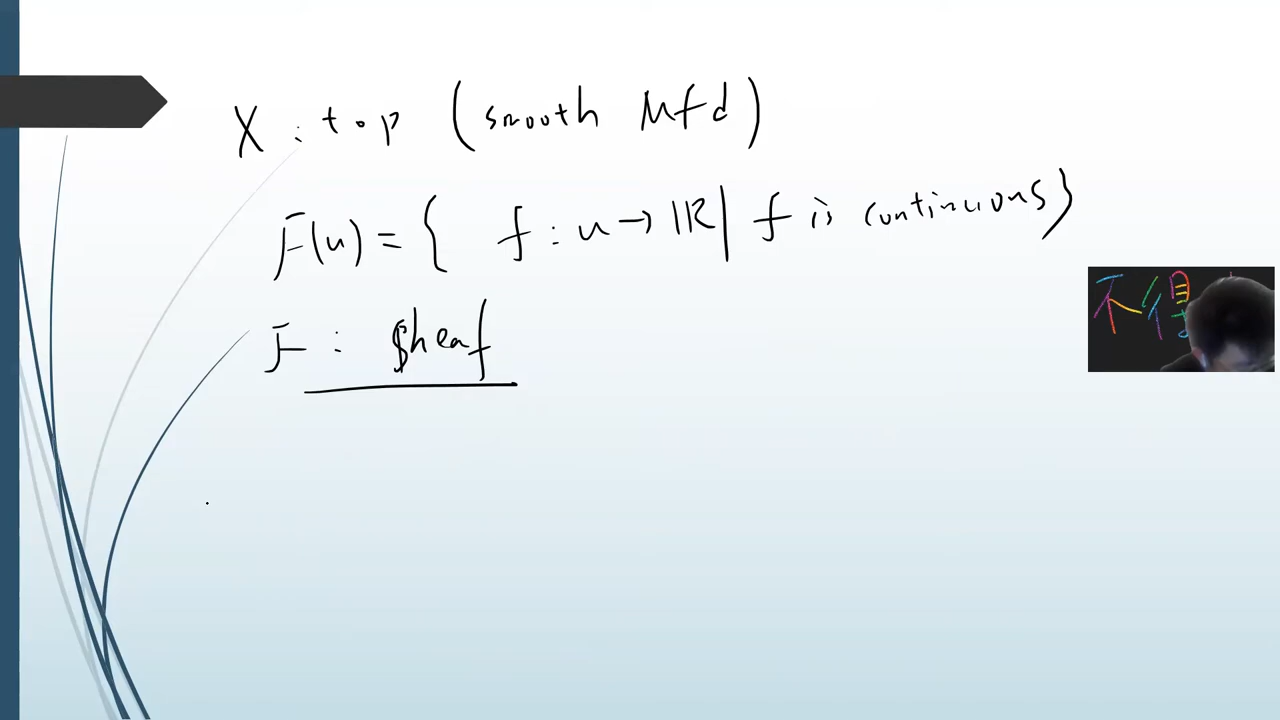 X : top (smooth Mfd)
F(u) = { f : u → ℝ | f is continuous}
F : Sheaf
不得